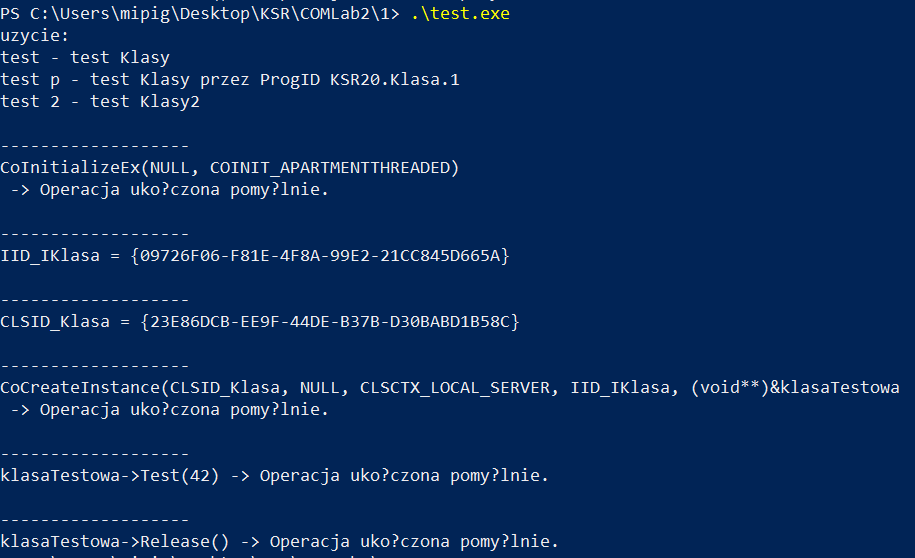 PS C:\Users\mipig\Desktop\KSR\COMLab2\1> .\test.exe
uzycie:
test - test Klasy
test p - test Klasy przez ProgID KSR20.Klasa.1
test 2 - test Klasy2
-------------------
CoInitializeEx(NULL, COINIT_APARTMENTTHREADED)
-> Operacja uko?czona pomy?lnie.
-------------------
IID_IKlasa = {09726F06-F81E-4F8A-99E2-21CC845D665A}
-------------------
CLSID_Klasa = {23E86DCB-EE9F-44DE-B37B-D30BABD1B58C}
-------------------
CoCreateInstance(CLSID_Klasa, NULL, CLSCTX_LOCAL_SERVER, IID_IKlasa, (void**)&klasaTestowa
-> Operacja uko?czona pomy?lnie.
-------------------
klasaTestowa->Test(42) -> Operacja uko?czona pomy?lnie.
-------------------
klasaTestowa->Release() -> Operacja uko?czona pomy?lnie.